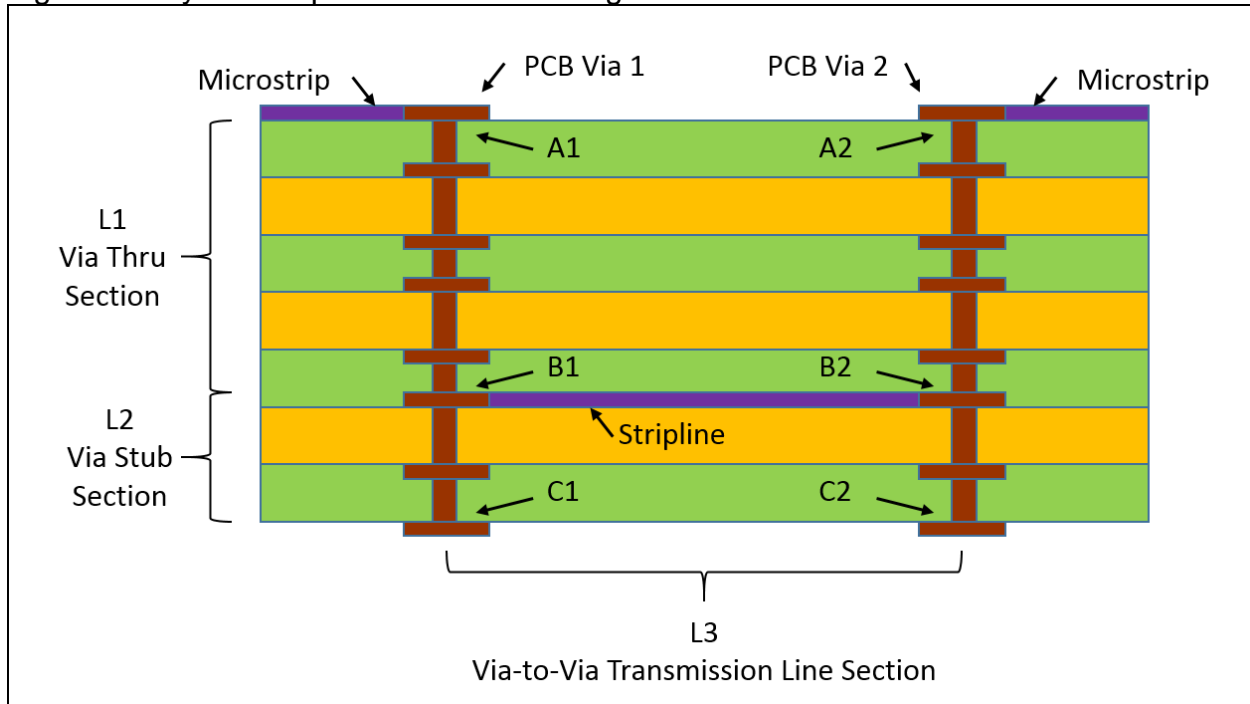 Microstrip
PCB Via 1
PCB Via 2
Microstrip
A1
A2
L1
Via Thru
Section
B1
B2
Stripline
L2
Via Stub
Section
C1
C2
L3
Via-to-Via Transmission Line Section